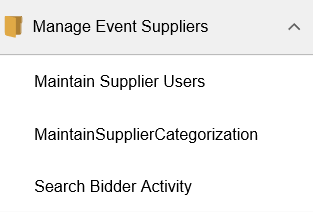 Manage Event Suppliers
Maintain Supplier Users
MaintainSupplierCategorization
Search Bidder Activity